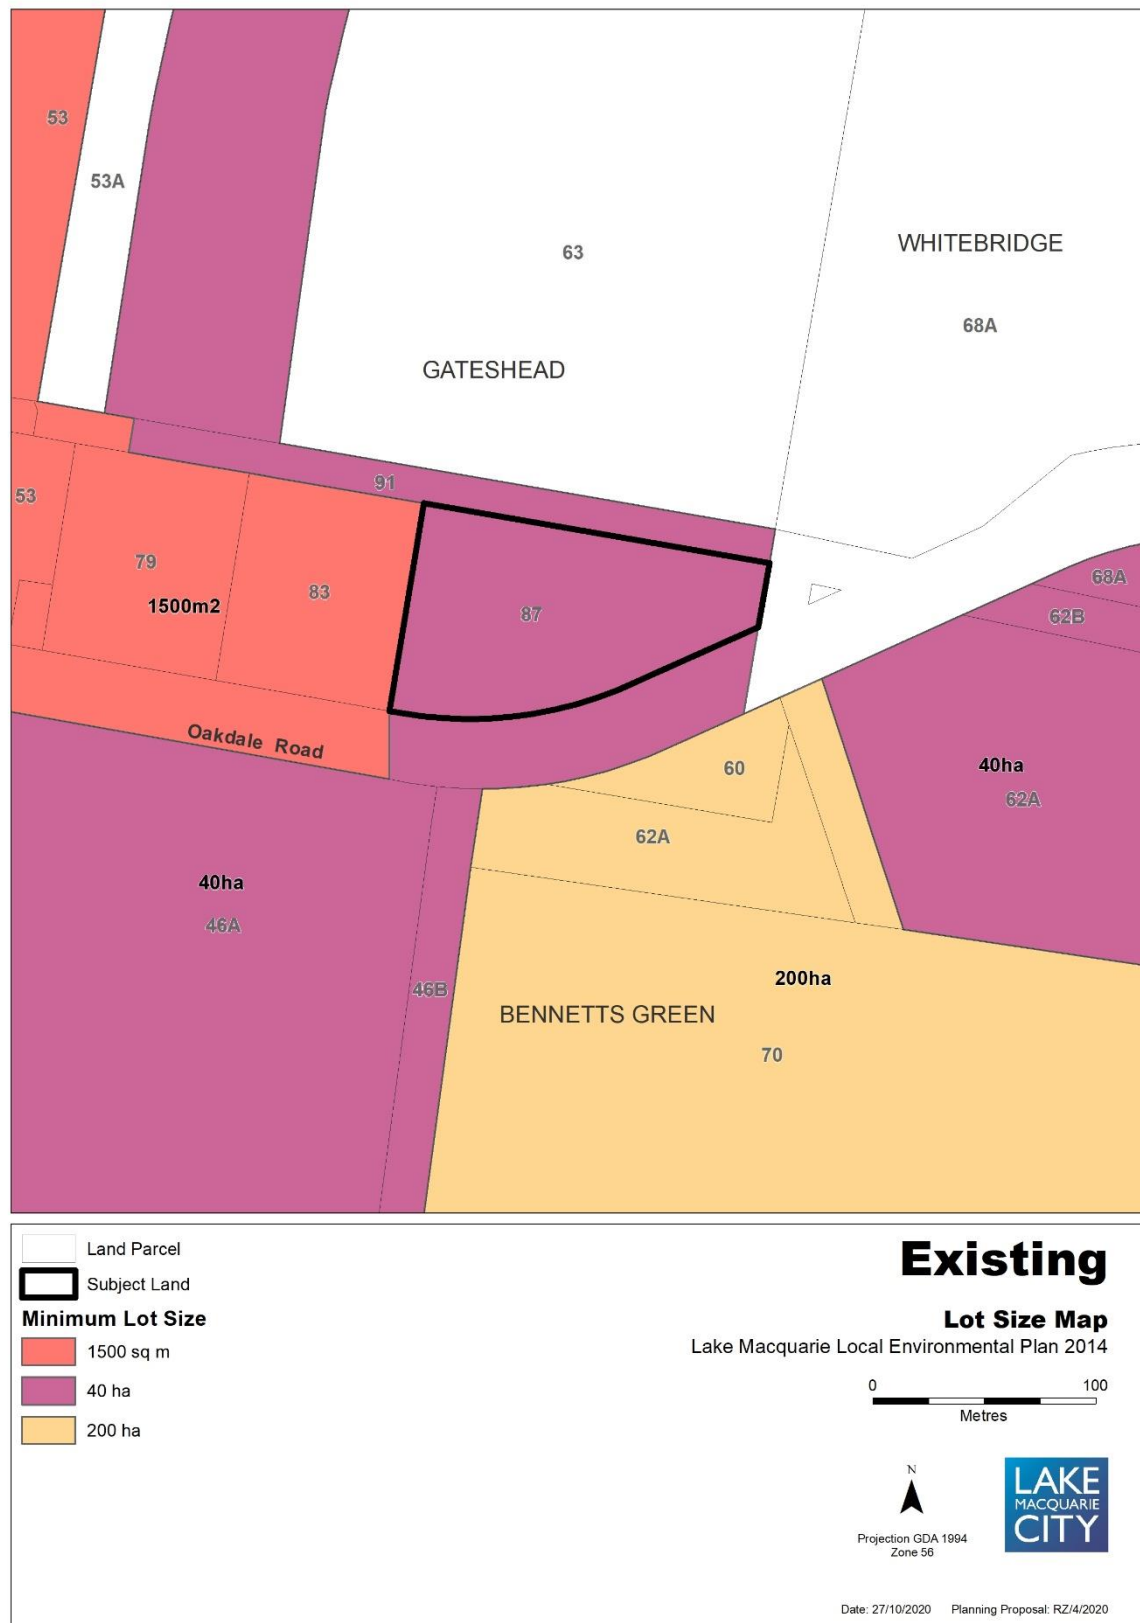 53
53A
63
WHITEBRIDGE
68A
GATESHEAD
91
53
79
1500m2
83
87
68A
62B
Oakdale Road
60
40ha
62A
62A
40ha
46A
200ha
46B
BENNETTS GREEN
70
Land Parcel
Subject Land
Minimum Lot Size
1500 sq m
40 ha
200 ha
Existing
Lot Size Map
Lake Macquarie Local Environmental Plan 2014
0 100
Metres
N
Projection GDA 1994
Zone 56
LAKE
MACQUARIE
CITY
Date: 27/10/2020 Planning Proposal: RZ/4/2020